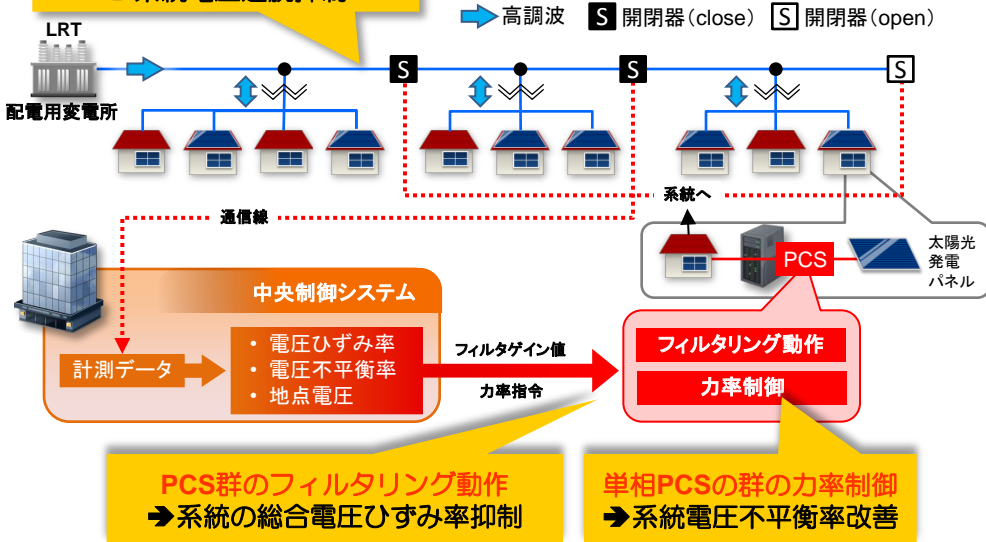 高調波
S 開閉器(close)
S 開閉器(open)
LRT
配電用変電所
S
S
S
系統へ
通信線
PCS
太陽光
発電
パネル
中央制御システム
計測データ
・ 電圧ひずみ率
・ 電圧不平衡率
・ 地点電圧
フィルタゲイン値
力率指令
フィルタリング動作
力率制御
PCS群のフィルタリング動作
➔系統の総合電圧ひずみ率抑制
単相PCSの群の力率制御
➔系統電圧不平衡率改善